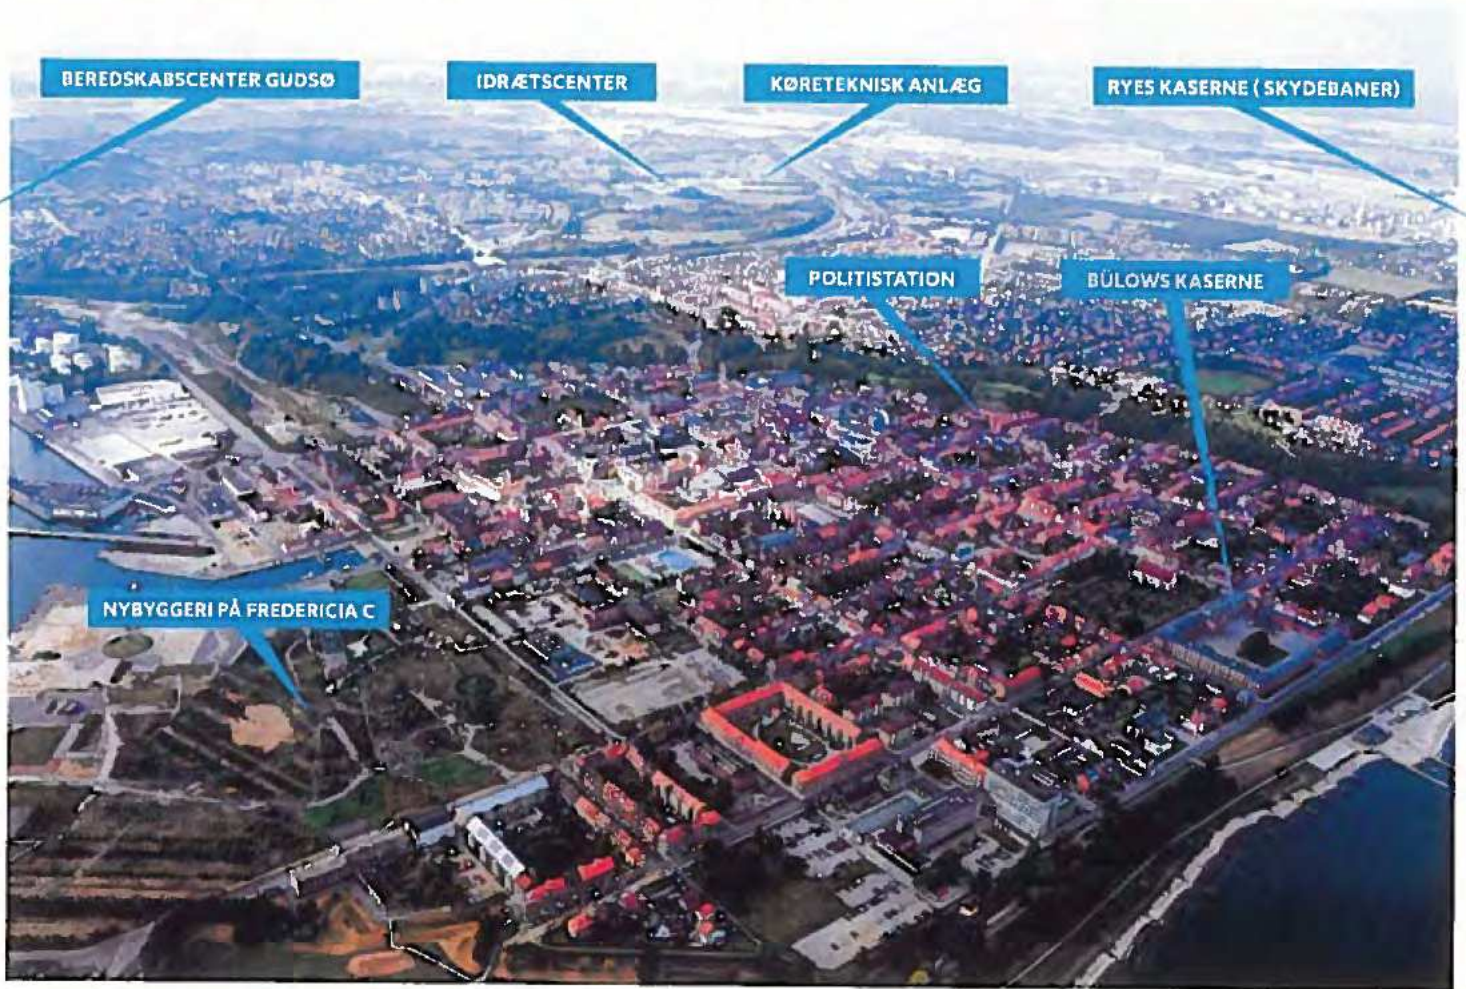 BEREDSKABSCENTER GUDSØ
IDRÆTSCENTER
KØRETEKNISK ANLÆG
RYES KASERNE ( SKYDEBANER)
POLITISTATION
BÜLOWS KASERNE
NYBYGGERI PÅ FREDERICIA C